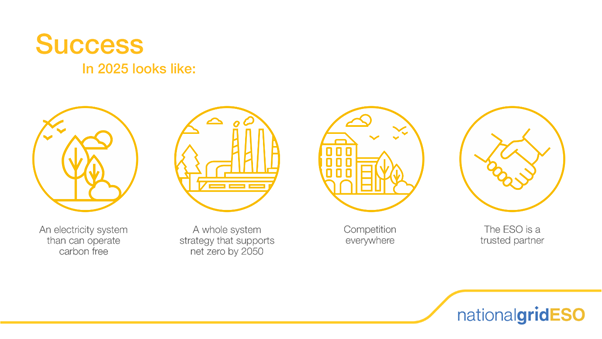 Success
In 2025 looks like:
An electricity system
than can operate
carbon free
A whole system
strategy that supports
net zero by 2050
Competition
everywhere
The ESO is a
trusted partner
nationalgridESO